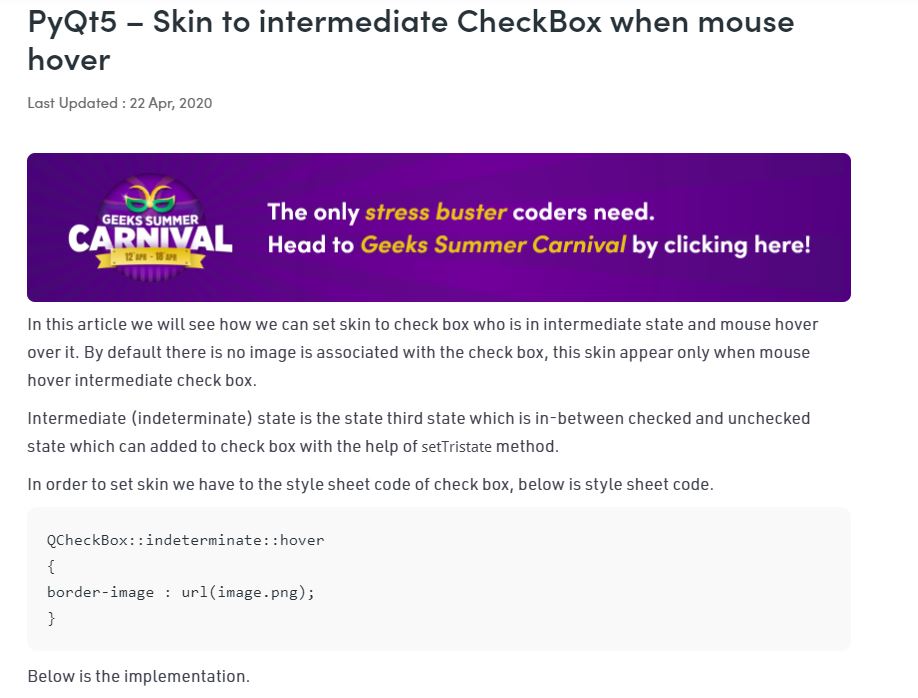 PyQt5 – Skin to intermediate CheckBox when mouse
hover
Last Updated : 22 Apr, 2020
GEEKS SUMMER
CARNIVAL
12 APR - 18 APR
The only stress buster coders need.
Head to Geeks Summer Carnival by clicking here!
In this article we will see how we can set skin to check box who is in intermediate state and mouse hover
over it. By default there is no image is associated with the check box, this skin appear only when mouse
hover intermediate check box.
Intermediate (indeterminate) state is the state third state which is in-between checked and unchecked
state which can added to check box with the help of setTristate method.
In order to set skin we have to the style sheet code of check box, below is style sheet code.
QCheckBox::indeterminate::hover
{
border-image : url(image.png);
}
Below is the implementation.